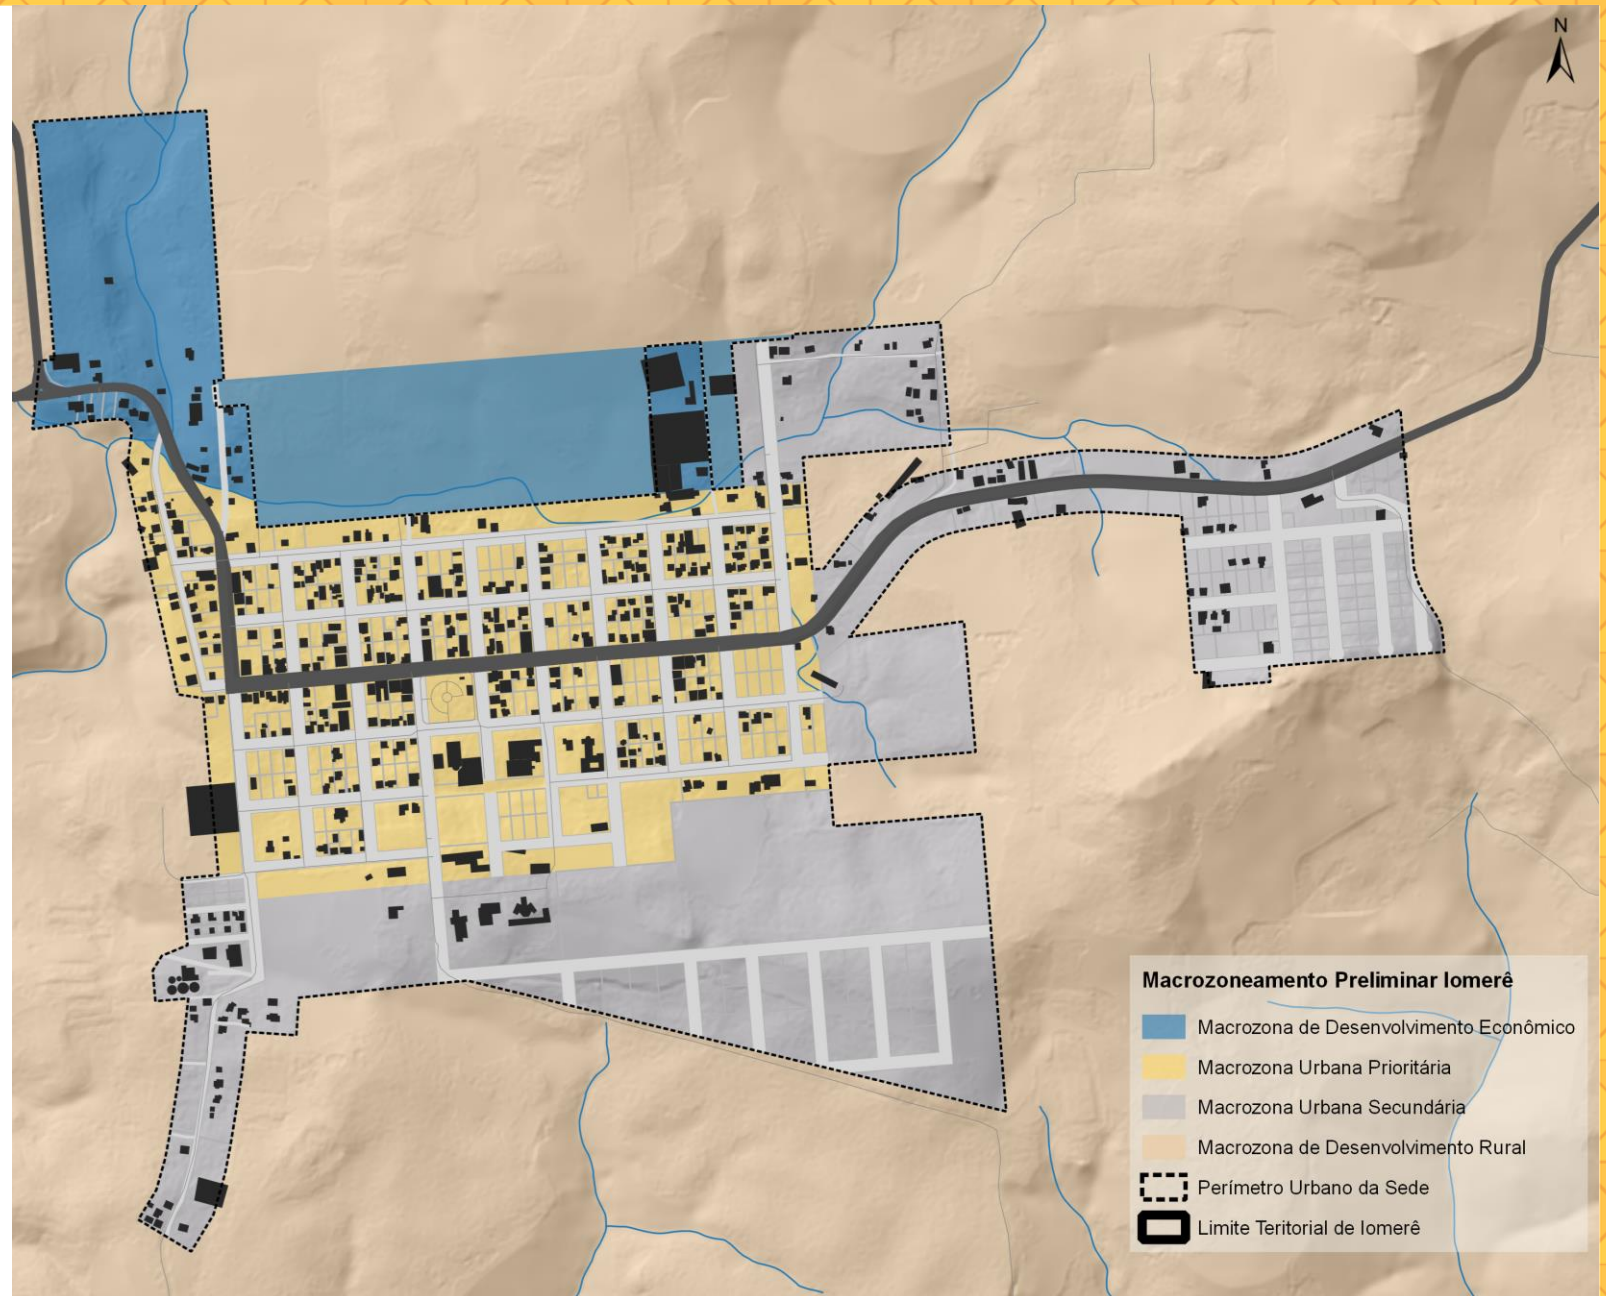 N
Macrozoneamento Preliminar Iomerê
Macrozona de Desenvolvimento Econômico
Macrozona Urbana Prioritária
Macrozona Urbana Secundária
Macrozona de Desenvolvimento Rural
Perímetro Urbano da Sede
Limite Teritorial de Iomerê